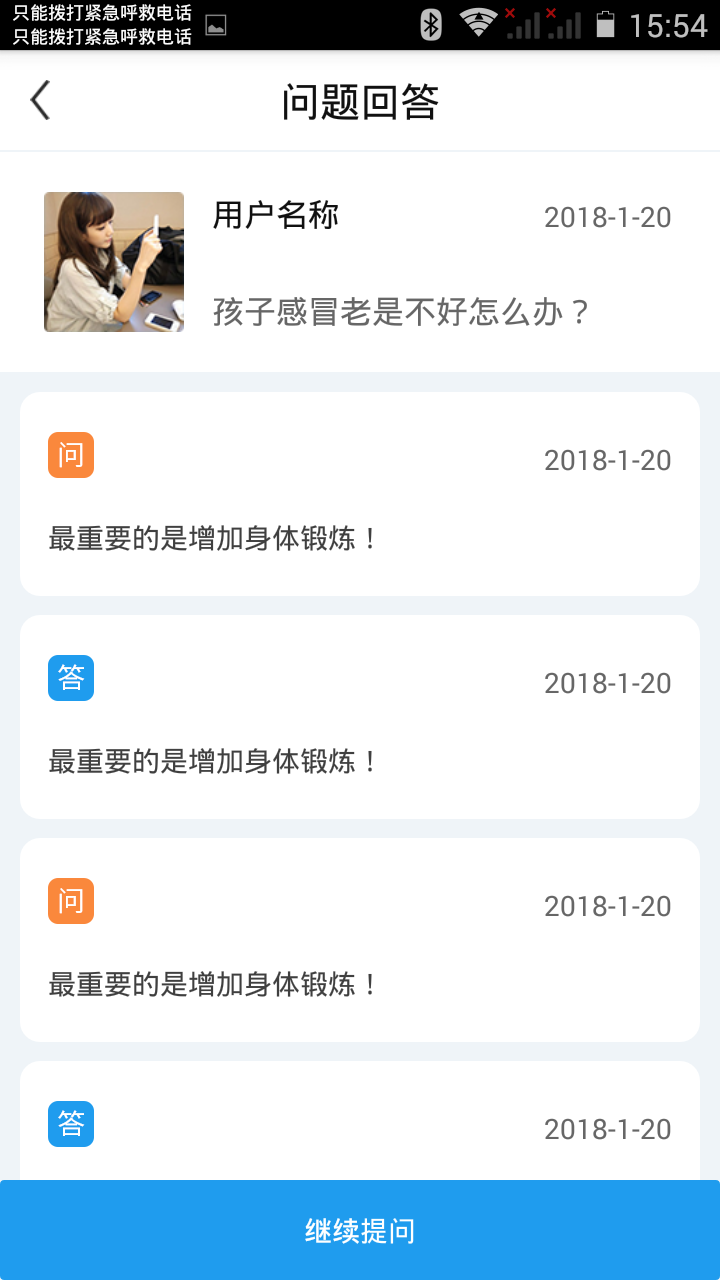 只能拨打紧急呼救电话
只能拨打紧急呼救电话
15:54
问题回答
用户名称
2018-1-20
孩子感冒老是不好怎么办？
问
2018-1-20
最重要的是增加身体锻炼！
答
2018-1-20
最重要的是增加身体锻炼！
问
2018-1-20
最重要的是增加身体锻炼！
答
2018-1-20
继续提问